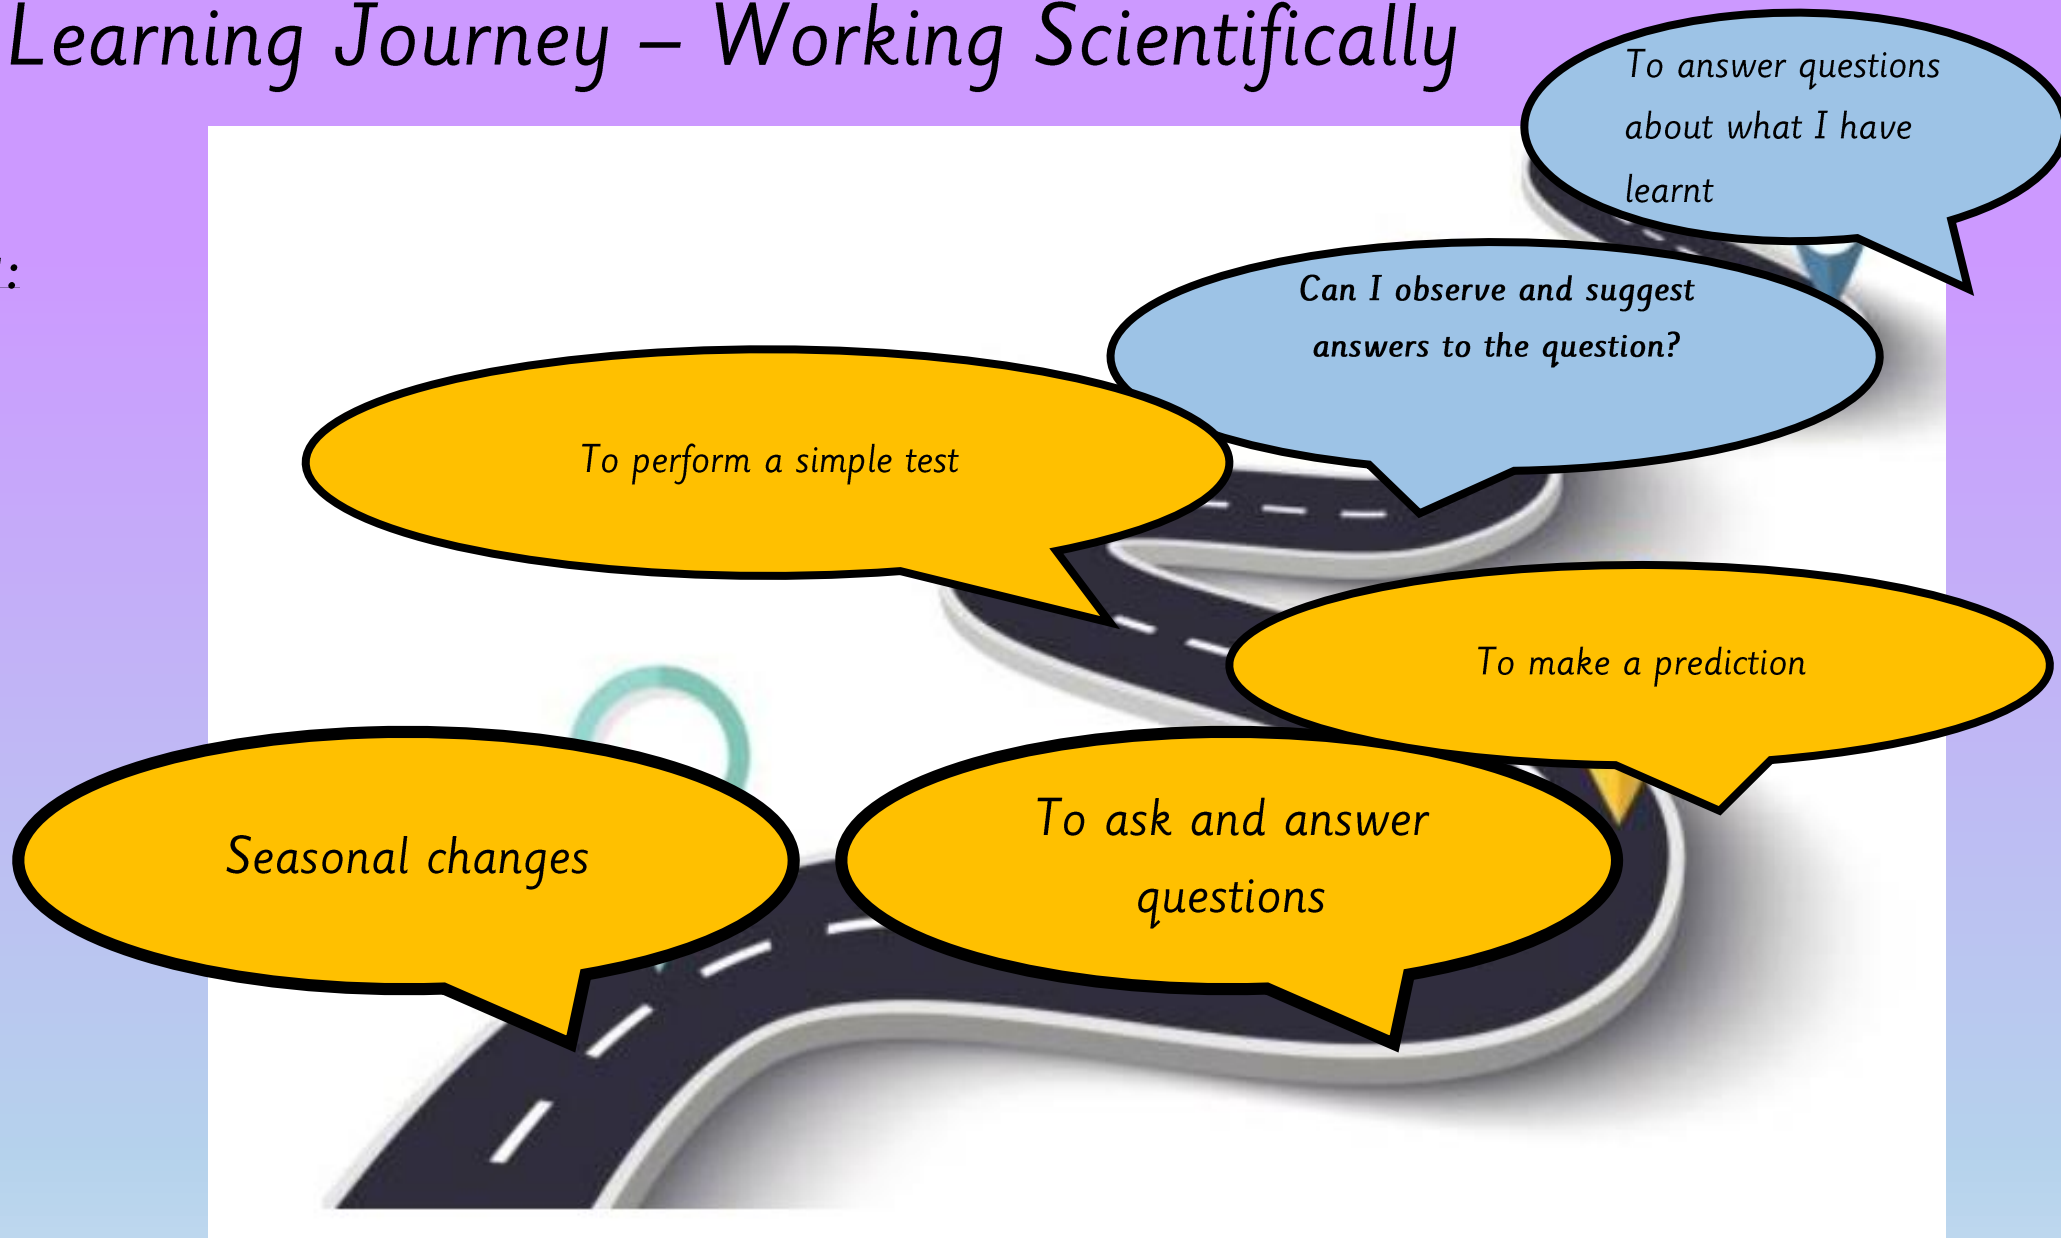 Learning Journey – Working Scientifically
To answer questions
about what I have
learnt
:
Can I observe and suggest
answers to the question?
To perform a simple test
To make a prediction
Seasonal changes
To ask and answer
questions